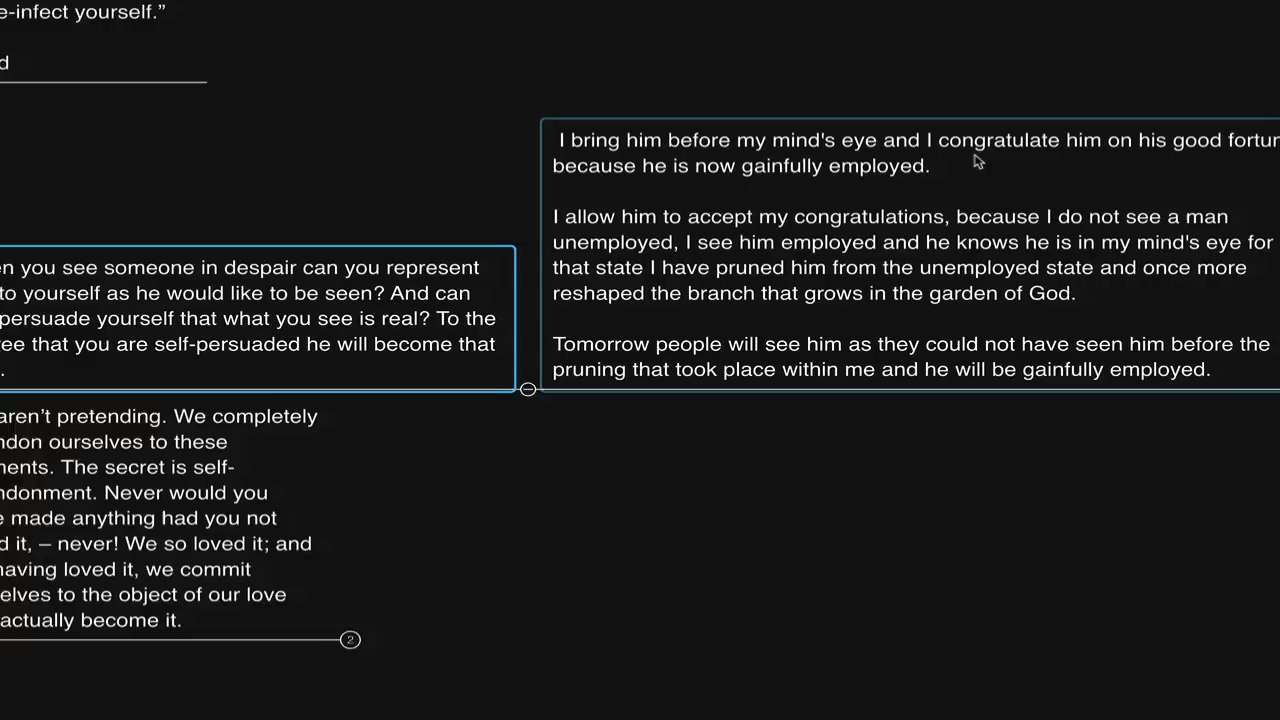 e-infect yourself.”
d
I bring him before my mind's eye and I congratulate him on his good fortun
because he is now gainfully employed.
I allow him to accept my congratulations, because I do not see a man
unemployed, I see him employed and he knows he is in my mind's eye for
that state I have pruned him from the unemployed state and once more
reshaped the branch that grows in the garden of God.
Tomorrow people will see him as they could not have seen him before the
pruning that took place within me and he will be gainfully employed.
en you see someone in despair can you represent
to yourself as he would like to be seen? And can
persuade yourself that what you see is real? To the
ree that you are self-persuaded he will become that
.
aren’t pretending. We completely
ndon ourselves to these
nents. The secret is self-
ndonment. Never would you
e made anything had you not
d it, – never! We so loved it; and
having loved it, we commit
elves to the object of our love
actually become it.
2